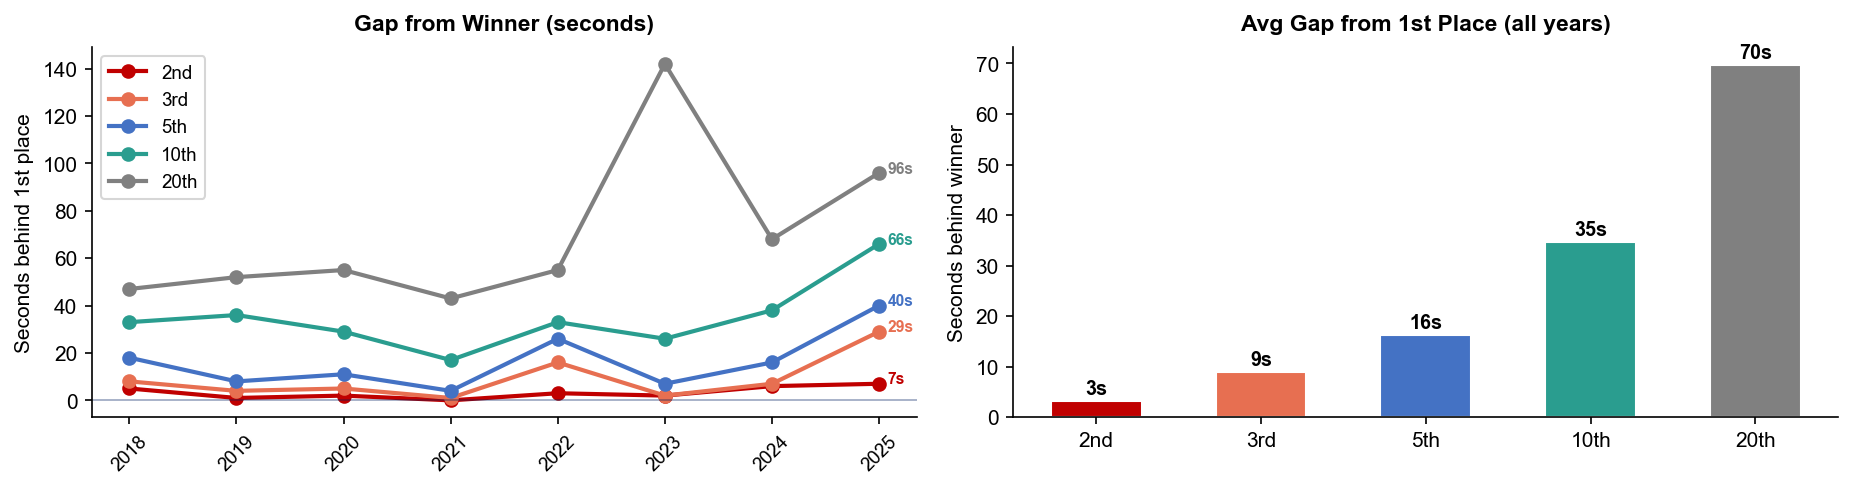 Gap from Winner (seconds)
Seconds behind 1st place
140
120
100
80
60
40
20
0
2nd
3rd
5th
10th
20th
96s
66s
40s
29s
7s
2018
2019
2020
2021
2022
2023
2024
2025
Avg Gap from 1st Place (all years)
Seconds behind winner
70
60
50
40
30
20
10
0
3s
9s
16s
35s
70s
2nd
3rd
5th
10th
20th